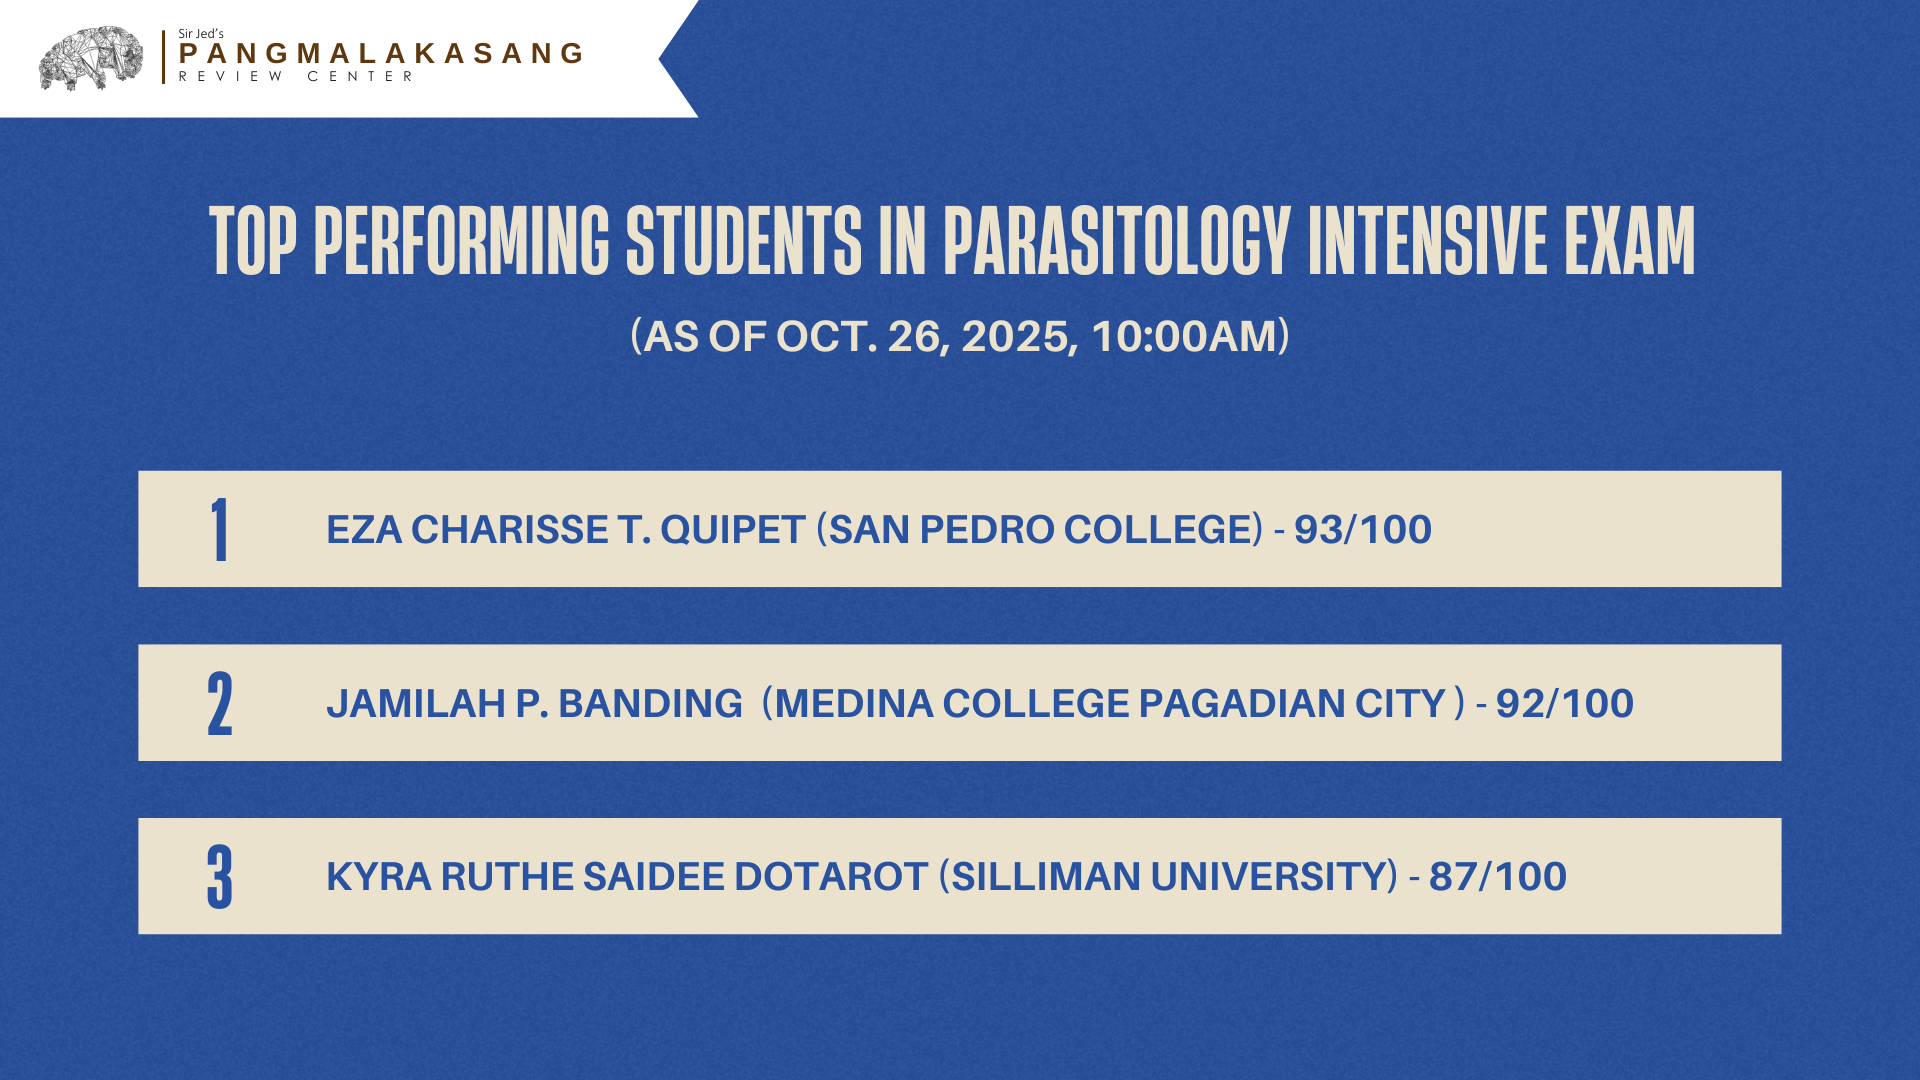 Sir Jed's
PANGMALAKASANG
REVIEW CENTER
TOP PERFORMING STUDENTS IN PARASITOLOGY INTENSIVE EXAM
(AS OF OCT. 26, 2025, 10:00AM)
1 EZA CHARISSE T. QUIPET (SAN PEDRO COLLEGE) - 93/100
2 JAMILAH P. BANDING (MEDINA COLLEGE PAGADIAN CITY ) - 92/100
3 KYRA RUTHE SAIDEE DOTAROT (SILLIMAN UNIVERSITY) - 87/100